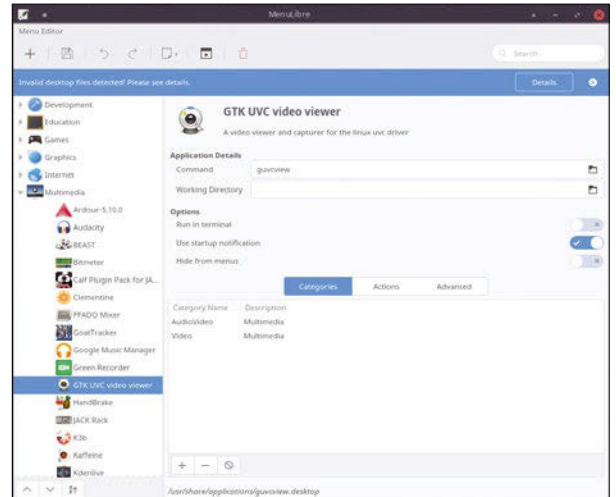 MenuLibre
Menu Editor
Search
Invalid desktop files detected! Please see details.
Details
Development
Education
Games
Graphics
Internet
Multimedia
Ardour-5.10.0
Audacity
BEAST
Bitmeter
Calf Plugin Pack for JA...
Clementine
FFADO Mixer
GoatTracker
Google Music Manager
Green Recorder
GTK UVC video viewer
HandBrake
JACK Rack
K3b
Kaffeine
Kdenlive
GTK UVC video viewer
A video viewer and capturer for the linux uvc driver
Application Details
Command guvcview
Working Directory
Options
Run in terminal
Use startup notification
Hide from menus
Categories Actions Advanced
Category Name Description
AudioVideo Multimedia
Video Multimedia
/usr/share/applications/guvcview.desktop